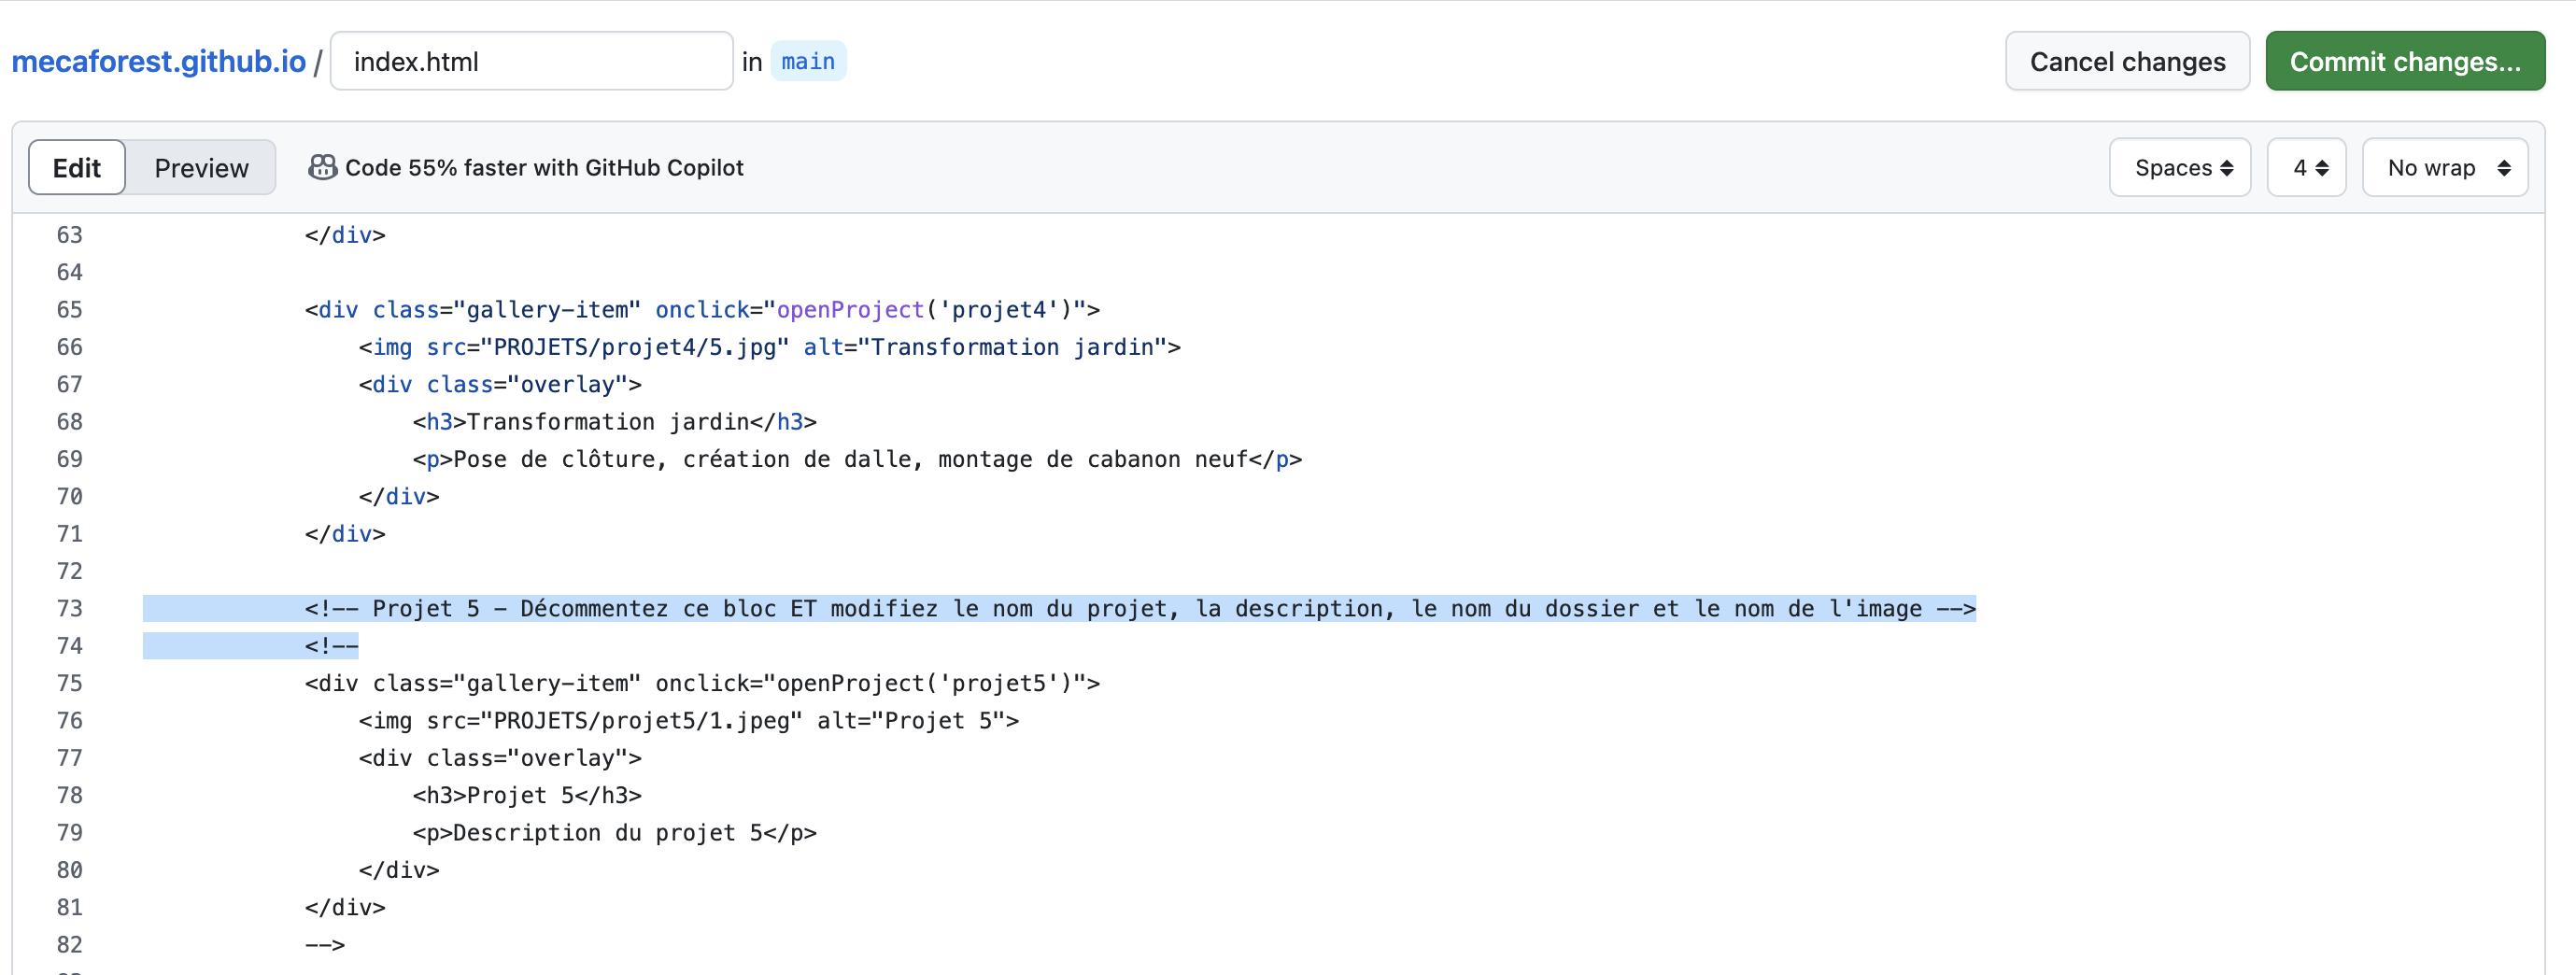 mecaforest.github.io / index.html in main Cancel changes Commit changes...
Edit Preview Code 55% faster with GitHub Copilot Spaces 4 No wrap
63 </div>
64
65 <div class="gallery-item" onclick="openProject('projet4')">
66 <img src="PROJETS/projet4/5.jpg" alt="Transformation jardin">
67 <div class="overlay">
68 <h3>Transformation jardin</h3>
69 <p>Pose de clôture, création de dalle, montage de cabanon neuf</p>
70 </div>
71 </div>
72
73 <!-- Projet 5 - Décommentez ce bloc ET modifiez le nom du projet, la description, le nom du dossier et le nom de l'image -->
74 <!--
75 <div class="gallery-item" onclick="openProject('projet5')">
76 <img src="PROJETS/projet5/1.jpeg" alt="Projet 5">
77 <div class="overlay">
78 <h3>Projet 5</h3>
79 <p>Description du projet 5</p>
80 </div>
81 </div>
82 -->